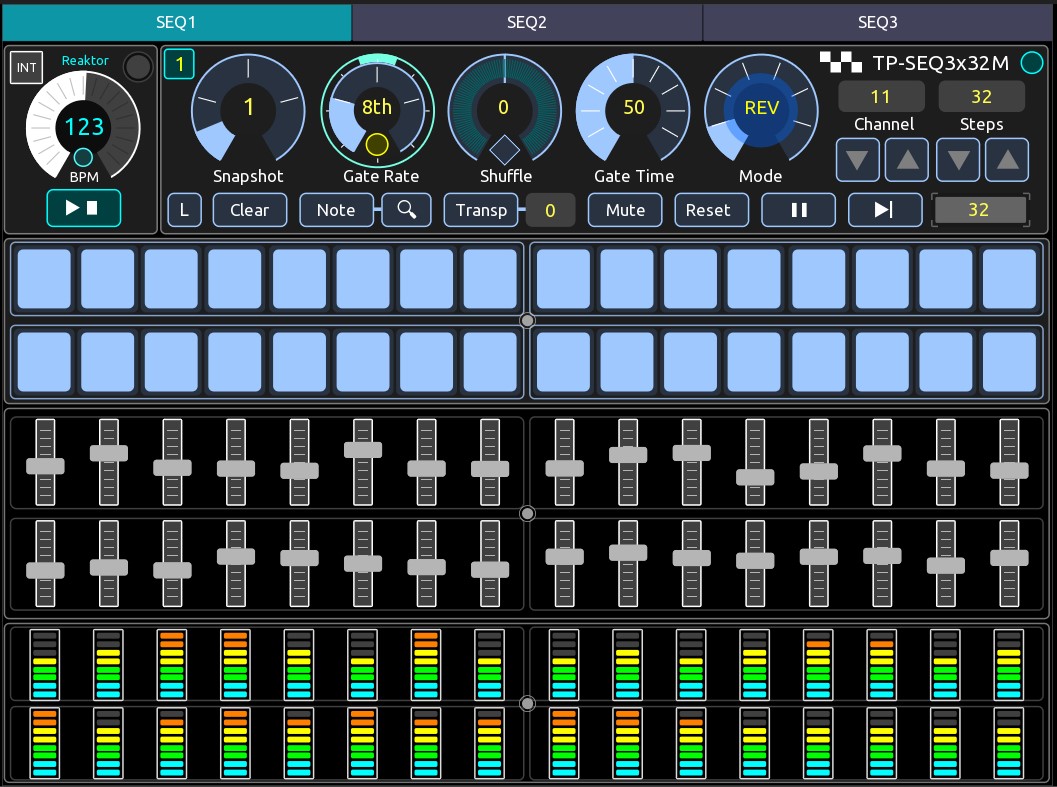 SEQ1 SEQ2 SEQ3
INT Reaktor 1 TP-SEQ3x32M
123 1 8th 0 50 REV 11 32
Channel Steps
BPM Snapshot Gate Rate Shuffle Gate Time Mode
L Clear Note Transp 0 Mute Reset 32